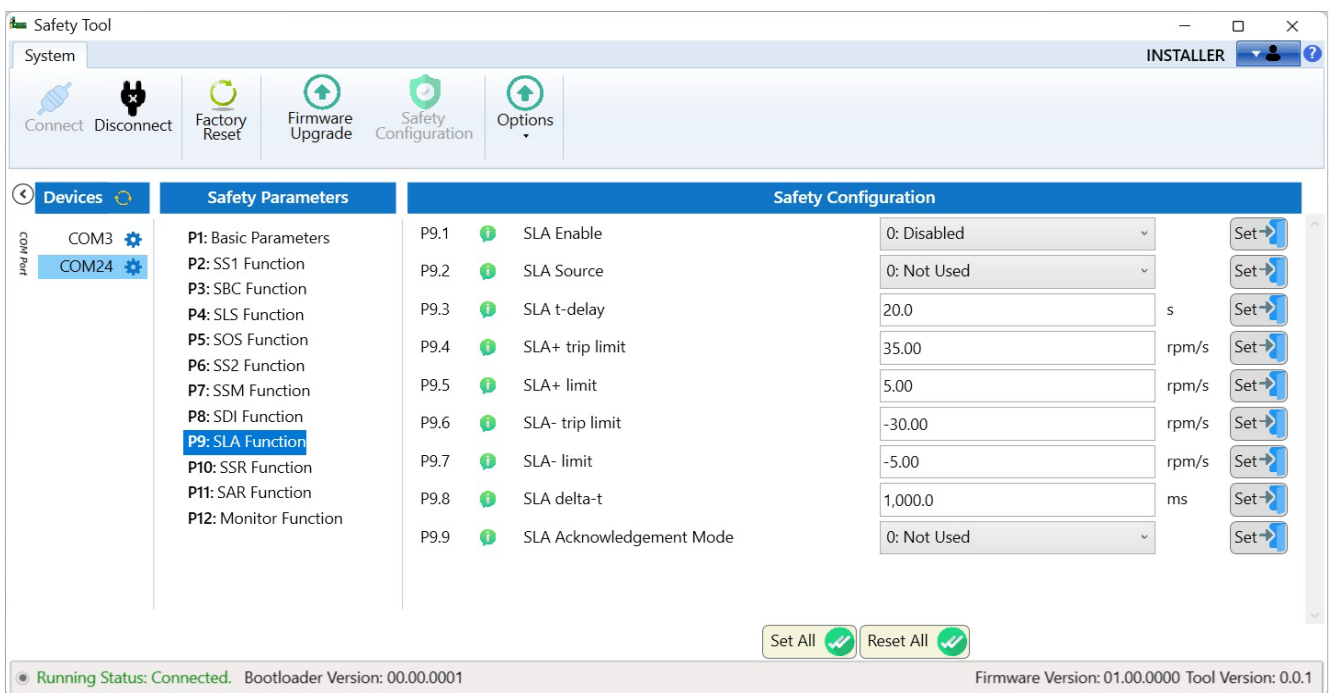 Safety Tool
System
INSTALLER
Connect
Disconnect
Factory
Reset
Firmware
Upgrade
Safety
Configuration
Options
COM Port
Devices
COM3
COM24
Safety Parameters
P1: Basic Parameters
P2: SS1 Function
P3: SBC Function
P4: SLS Function
P5: SOS Function
P6: SS2 Function
P7: SSM Function
P8: SDI Function
P9: SLA Function
P10: SSR Function
P11: SAR Function
P12: Monitor Function
Safety Configuration
P9.1 SLA Enable 0: Disabled Set
P9.2 SLA Source 0: Not Used Set
P9.3 SLA t-delay 20.0 s Set
P9.4 SLA+ trip limit 35.00 rpm/s Set
P9.5 SLA+ limit 5.00 rpm/s Set
P9.6 SLA- trip limit -30.00 rpm/s Set
P9.7 SLA- limit -5.00 rpm/s Set
P9.8 SLA delta-t 1,000.0 ms Set
P9.9 SLA Acknowledgement Mode 0: Not Used Set
Set All Reset All
Running Status: Connected. Bootloader Version: 00.00.0001 Firmware Version: 01.00.0000 Tool Version: 0.0.1